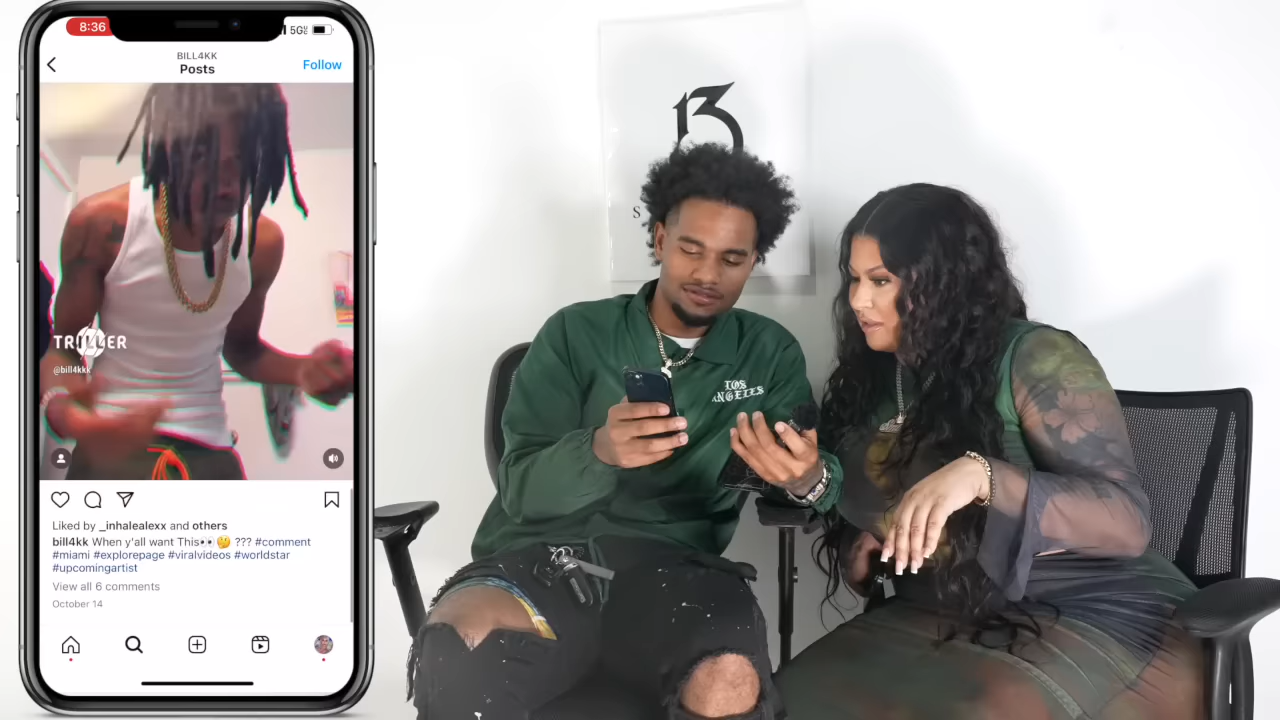 8:36
5G
BILL4KK
Posts
Follow
TRILLER
@bill4kkk
Liked by _inhalealexx and others
bill4kk When y'all want This👀 🤔 ??? #comment
#miami #explorepage #viralvideos #worldstar
#upcomingartist
View all 6 comments
October 14
13
S
LOS
ANGELES